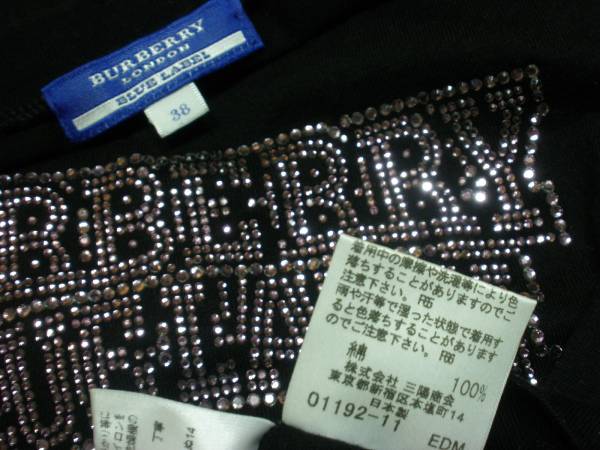 BURBERRY
LONDON
BLUE LABEL
38
RBERRY
着用中の摩擦や洗濯等により色
落ちすることがありますのでご
注意下さい。R5
雨や汗等で湿った状態で着用す
ると色落ちすることがあります
のでご注意下さい。R6
綿 100%
株式会社 三陽商会
東京都新宿区本塩町14
日本製
01192-11
EDM